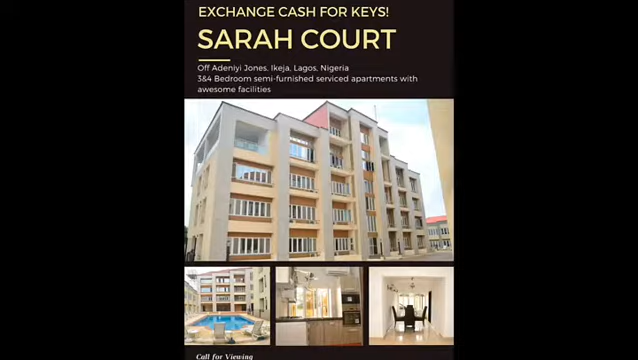 EXCHANGE CASH FOR KEYS!
SARAH COURT
Off Adeniyi Jones, Ikeja, Lagos, Nigeria
3&4 Bedroom semi-furnished serviced apartments with
awesome facilities
Call for Viewing